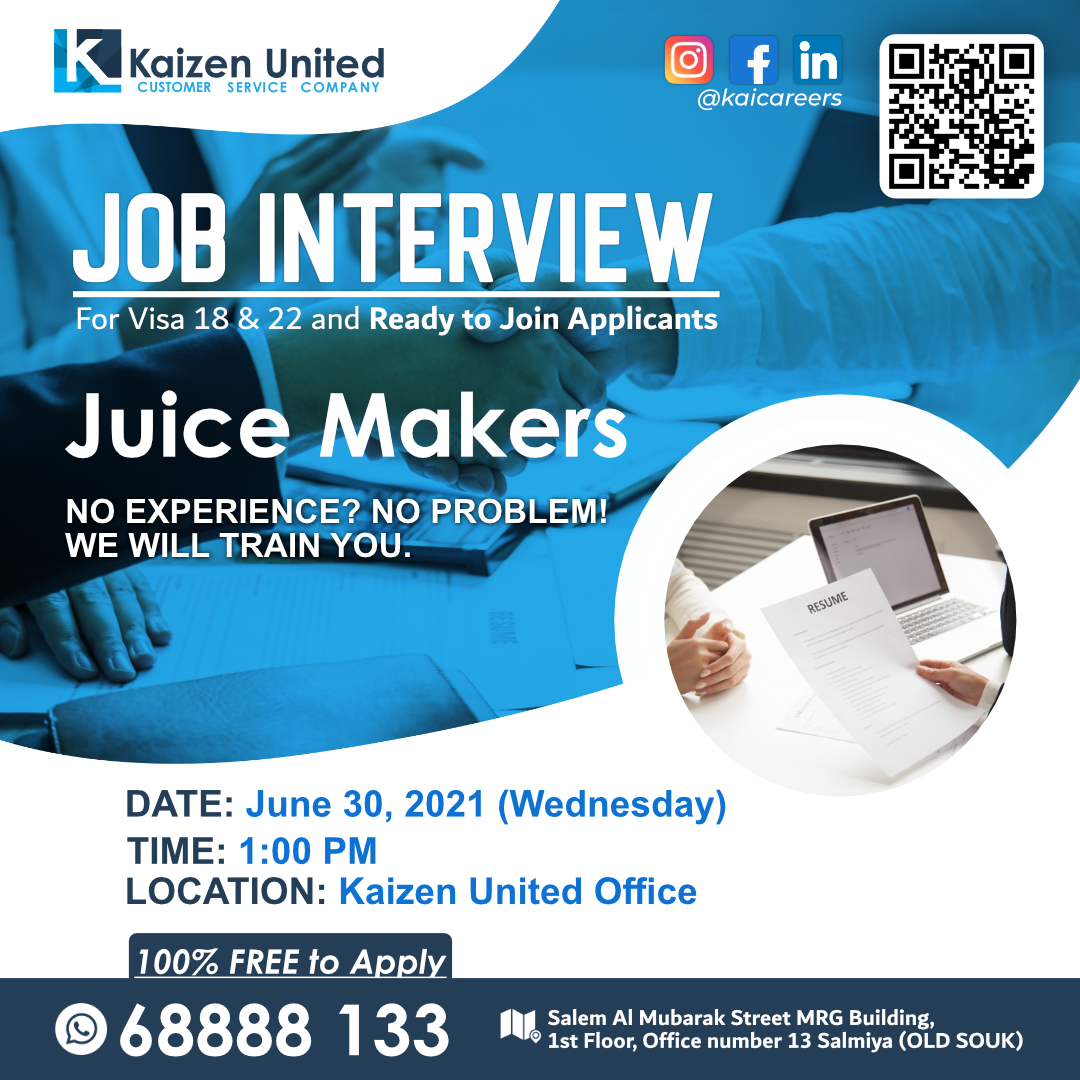 K Kaizen United
CUSTOMER SERVICE COMPANY
@kaicareers
JOB INTERVIEW
For Visa 18 & 22 and Ready to Join Applicants
Juice Makers
NO EXPERIENCE? NO PROBLEM!
WE WILL TRAIN YOU.
RESUME
RESUME
DATE: June 30, 2021 (Wednesday)
TIME: 1:00 PM
LOCATION: Kaizen United Office
100% FREE to Apply
68888 133
Salem Al Mubarak Street MRG Building,
1st Floor, Office number 13 Salmiya (OLD SOUK)